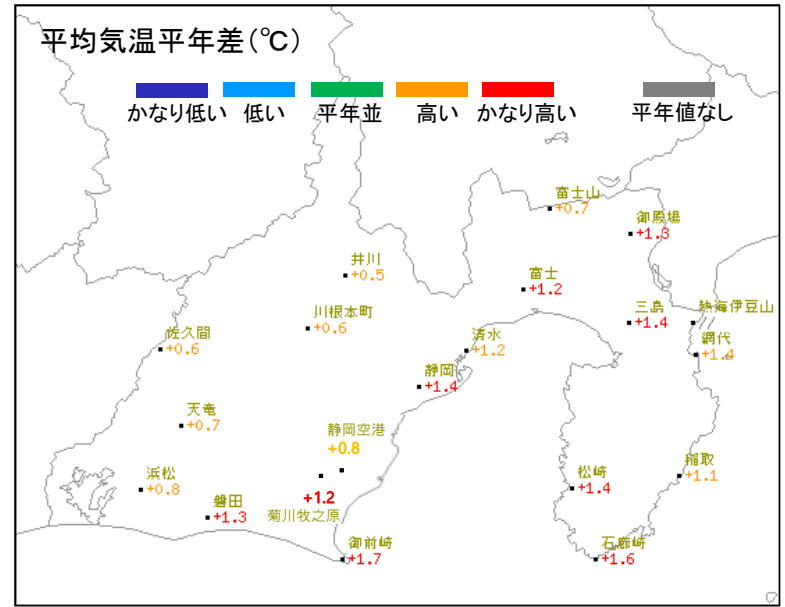 平均気温平年差(℃)
かなり低い 低い 平年並 高い かなり高い 平年値なし
富士山
+0.7
御殿場
+1.3
井川
+0.5
富士
+1.2
川根本町
+0.6
三島
+1.4
熱海伊豆山
佐久間
+0.6
清水
+1.2
網代
+1.4
静岡
+1.4
天竜
+0.7
静岡空港
+0.8
浜松
+0.8
+1.2
菊川牧之原
松崎
+1.4
稲取
+1.1
磐田
+1.3
御前崎
+1.7
石廊崎
+1.6